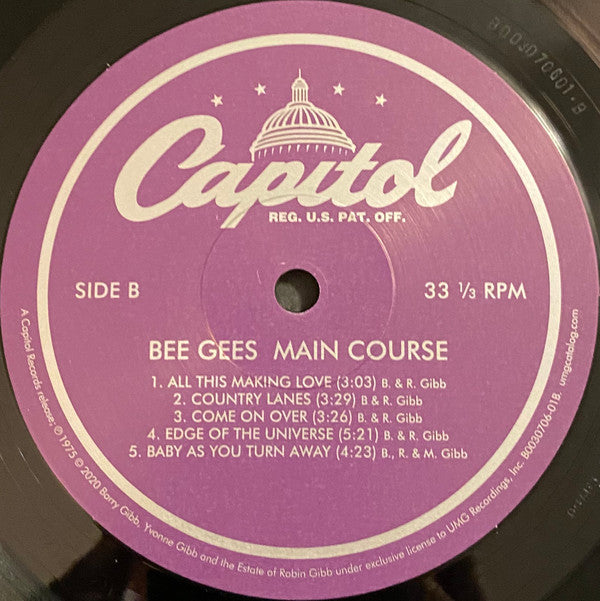 Capitol
REG. U.S. PAT. OFF.
SIDE B
33 ⅓ RPM
BEE GEES MAIN COURSE
1. ALL THIS MAKING LOVE (3:03) B. & R. Gibb
2. COUNTRY LANES (3:29) B & R. Gibb
3. COME ON OVER (3:26) B. & R. Gibb
4. EDGE OF THE UNIVERSE (5:21) B. & R. Gibb
5. BABY AS YOU TURN AWAY (4:23) B., R. & M. Gibb
A Capitol Records release; ℗1975 © 2020 Barry Gibb, Yvonne Gibb and the Estate of Robin Gibb under exclusive license to UMG Recordings, Inc. B0030706-01B. umgcatalog.com